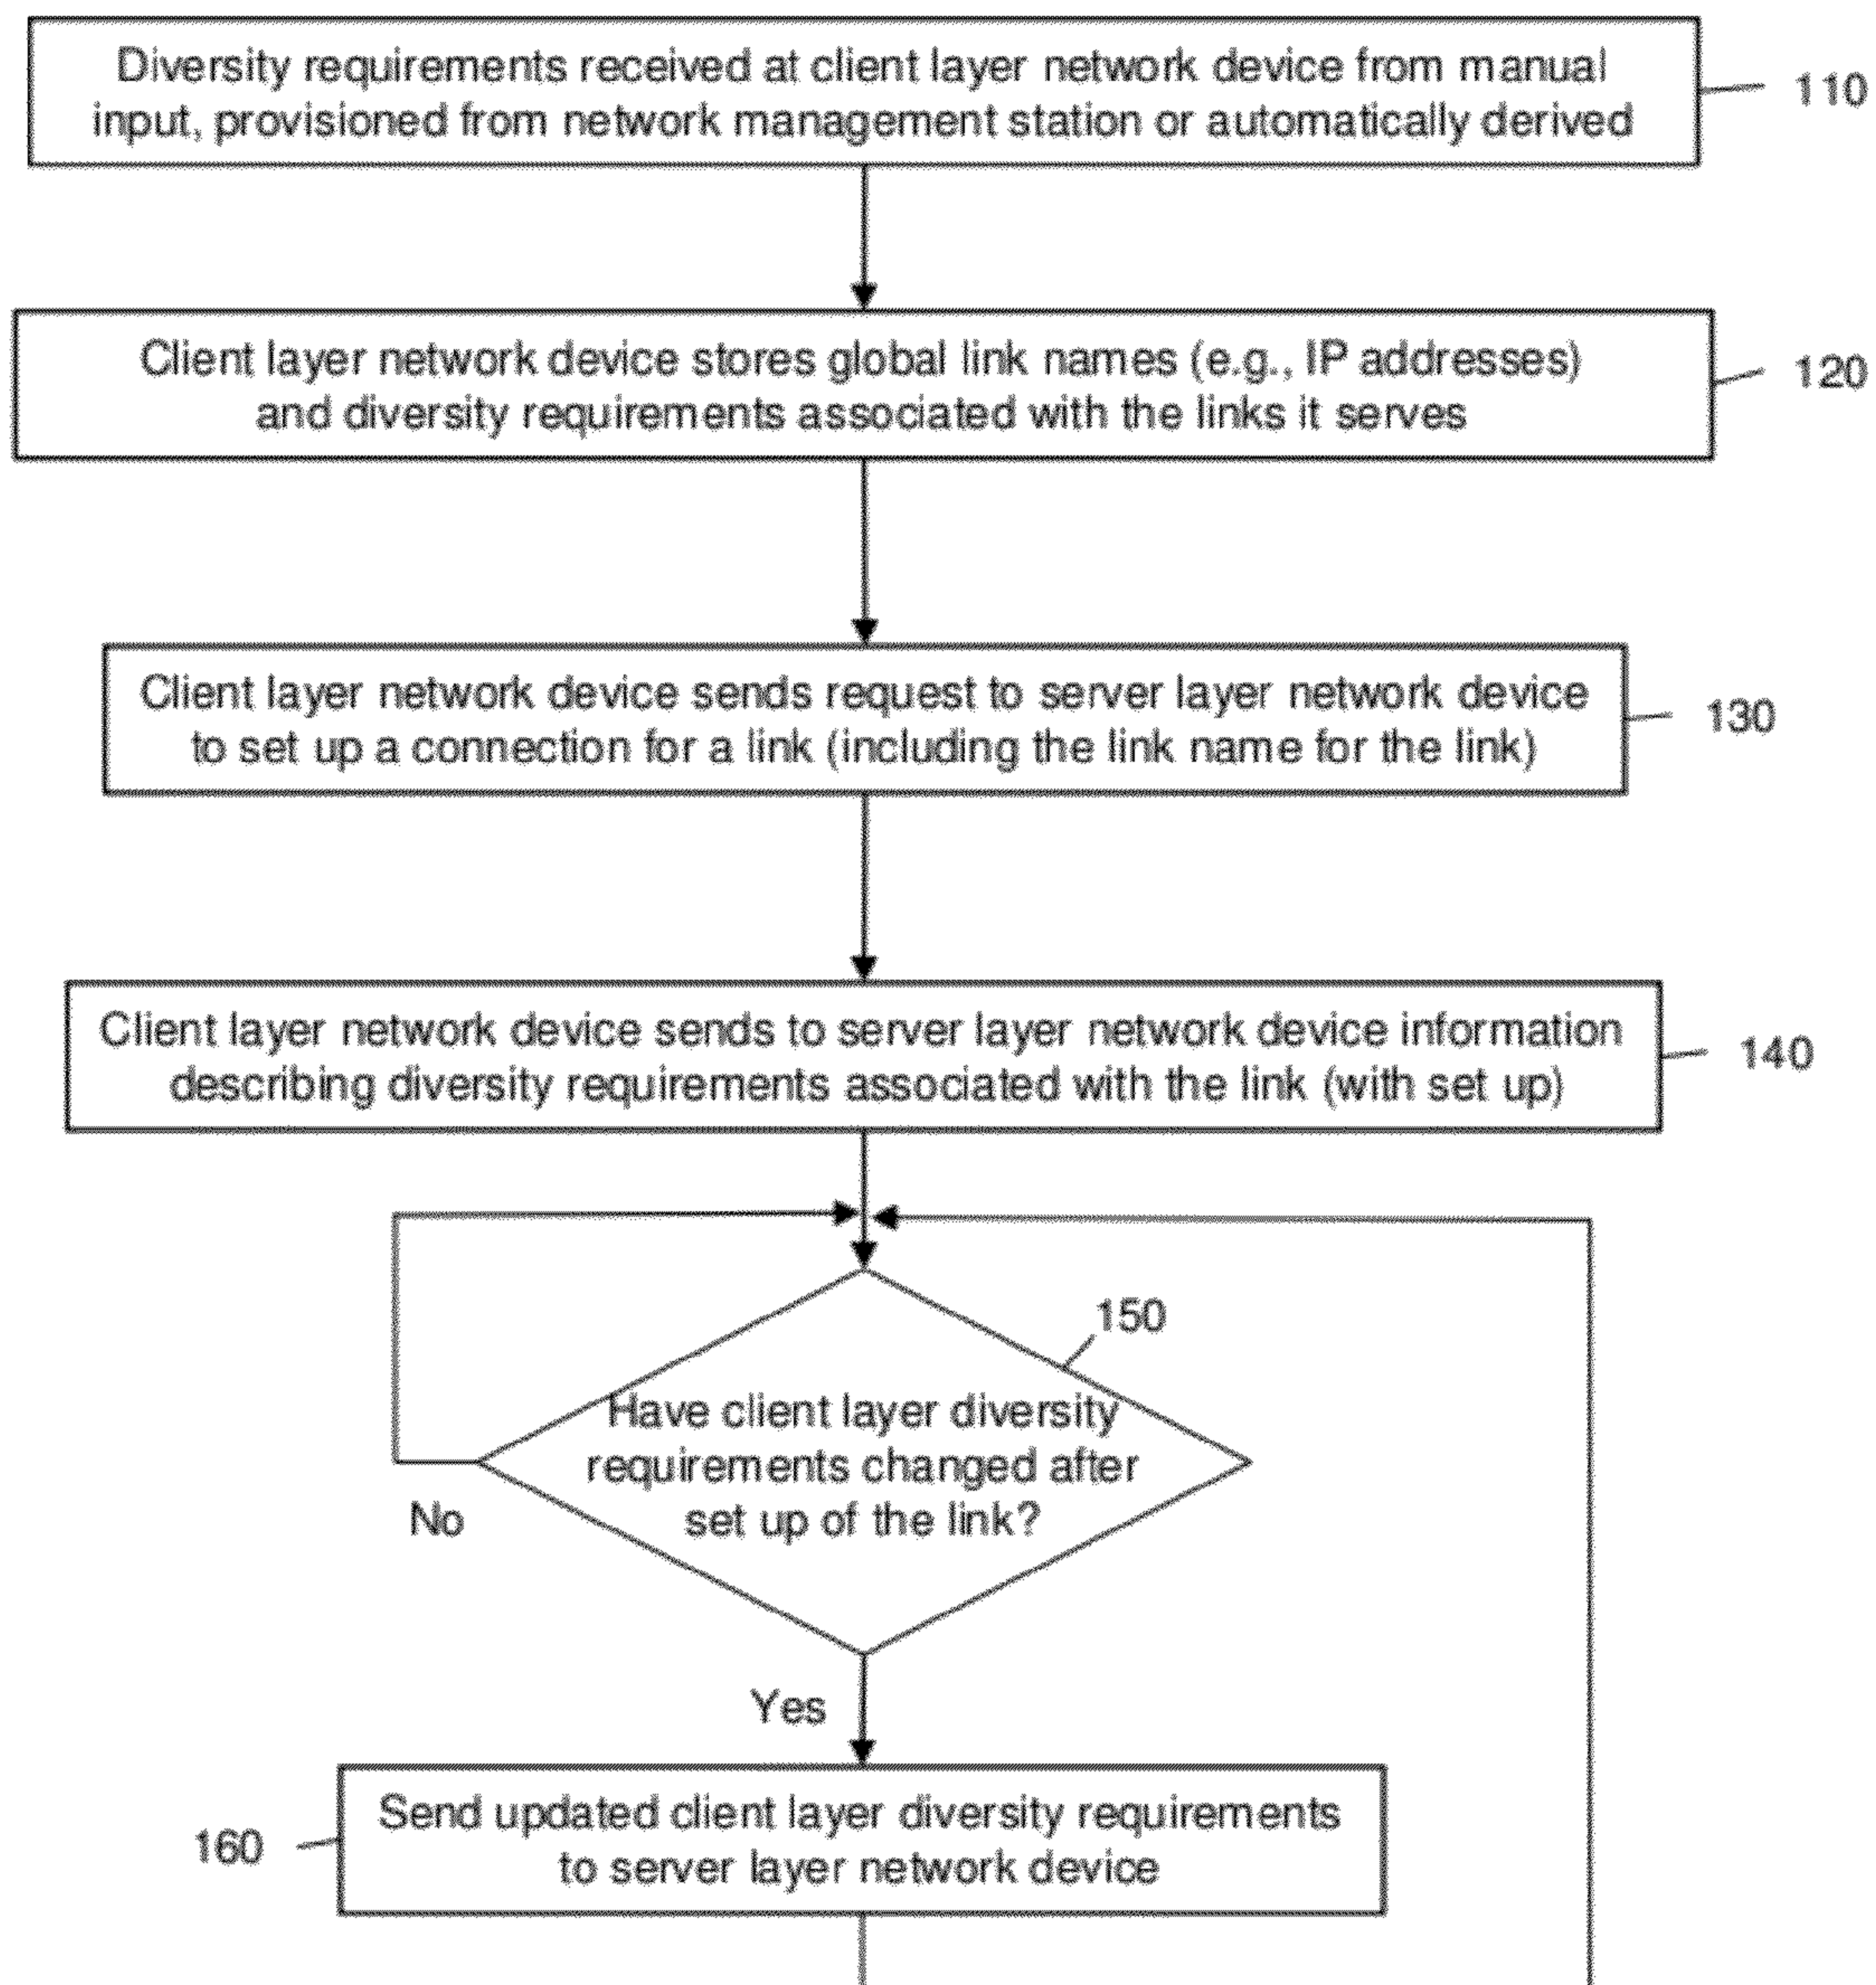 Diversity requirements received at client layer network device from manual
input, provisioned from network management station or automatically derived
110
Client layer network device stores global link names (e.g., IP addresses)
and diversity requirements associated with the links it serves
120
Client layer network device sends request to server layer network device
to set up a connection for a link (including the link name for the link)
130
Client layer network device sends to server layer network device information
describing diversity requirements associated with the link (with set up)
140
150
Have client layer diversity
requirements changed after
set up of the link?
No
Yes
Send updated client layer diversity requirements
to server layer network device
160